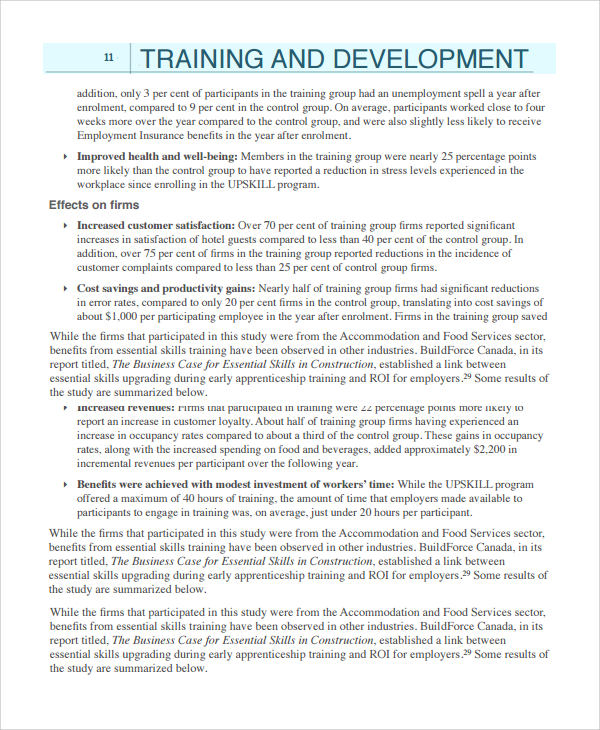 11 TRAINING AND DEVELOPMENT
addition, only 3 per cent of participants in the training group had an unemployment spell a year after
enrolment, compared to 9 per cent in the control group. On average, participants worked close to four
weeks more over the year compared to the control group, and were also slightly less likely to receive
Employment Insurance benefits in the year after enrolment.
Improved health and well-being: Members in the training group were nearly 25 percentage points
more likely than the control group to have reported a reduction in stress levels experienced in the
workplace since enrolling in the UPSKILL program.
Effects on firms
Increased customer satisfaction: Over 70 per cent of training group firms reported significant
increases in satisfaction of hotel guests compared to less than 40 per cent of the control group. In
addition, over 75 per cent of firms in the training group reported reductions in the incidence of
customer complaints compared to less than 25 per cent of control group firms.
Cost savings and productivity gains: Nearly half of training group firms had significant reductions
in error rates, compared to only 20 per cent firms in the control group, translating into cost savings of
about $1,000 per participating employee in the year after enrolment. Firms in the training group saved
While the firms that participated in this study were from the Accommodation and Food Services sector,
benefits from essential skills training have been observed in other industries. BuildForce Canada, in its
report titled, The Business Case for Essential Skills in Construction, established a link between
essential skills upgrading during early apprenticeship training and ROI for employers.29 Some results of
the study are summarized below.
Increased revenues: Firms that participated in training were 22 percentage points more likely to
report an increase in customer loyalty. About half of training group firms having experienced an
increase in occupancy rates compared to about a third of the control group. These gains in occupancy
rates, along with the increased spending on food and beverages, added approximately $2,200 in
incremental revenues per participant over the following year.
Benefits were achieved with modest investment of workers' time: While the UPSKILL program
offered a maximum of 40 hours of training, the amount of time that employers made available to
participants to engage in training was, on average, just under 20 hours per participant.
While the firms that participated in this study were from the Accommodation and Food Services sector,
benefits from essential skills training have been observed in other industries. BuildForce Canada, in its
report titled, The Business Case for Essential Skills in Construction, established a link between
essential skills upgrading during early apprenticeship training and ROI for employers.29 Some results of
the study are summarized below.
While the firms that participated in this study were from the Accommodation and Food Services sector,
benefits from essential skills training have been observed in other industries. BuildForce Canada, in its
report titled, The Business Case for Essential Skills in Construction, established a link between
essential skills upgrading during early apprenticeship training and ROI for employers.29 Some results of
the study are summarized below.